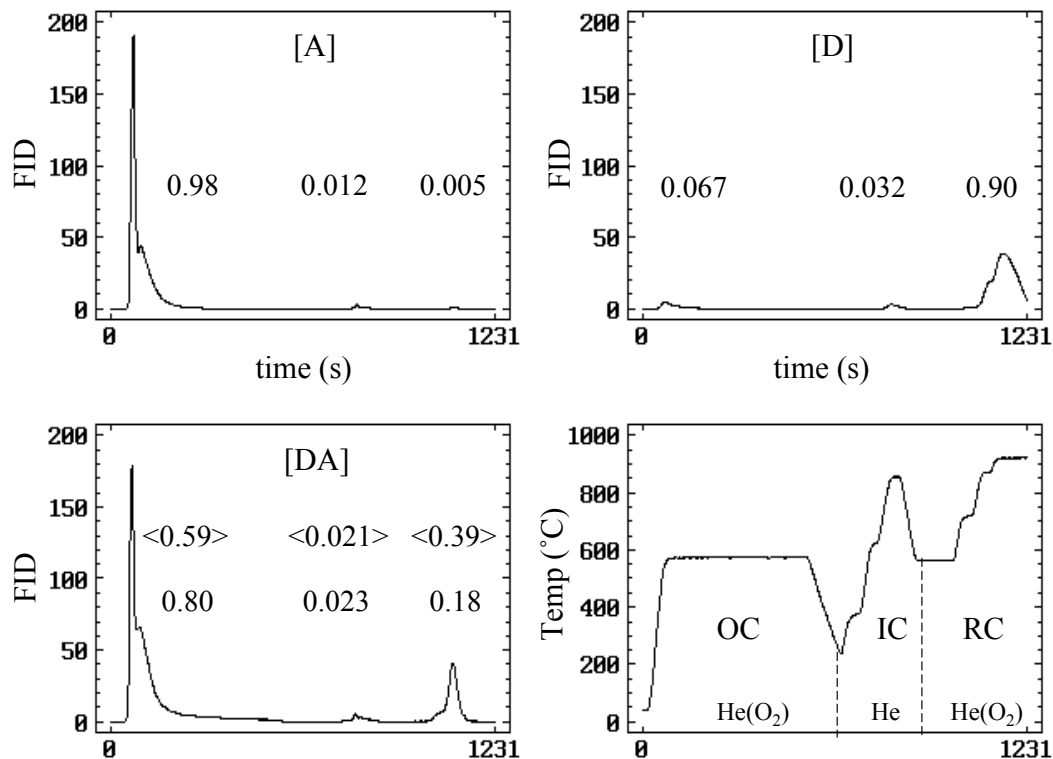 [A]
FID
200
150
100
50
0
0.98 0.012 0.005
0 1231
time (s)
[D]
FID
200
150
100
50
0
0.067 0.032 0.90
0 1231
time (s)
[DA]
FID
200
150
100
50
0
<0.59> <0.021> <0.39>
0.80 0.023 0.18
0 1231
Temp (˚C)
1000
800
600
400
200
0
OC IC RC
He(O₂) He He(O₂)
0 1231